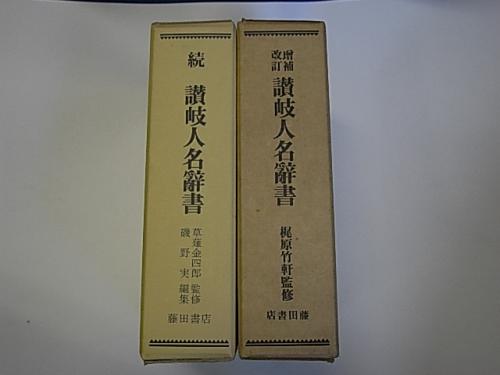 増補
改訂
讃岐人名辭書
梶原竹軒監修
藤田書店
続
讃岐人名辭書
草薙金四郎 監修
磯野実 編集
藤田書店